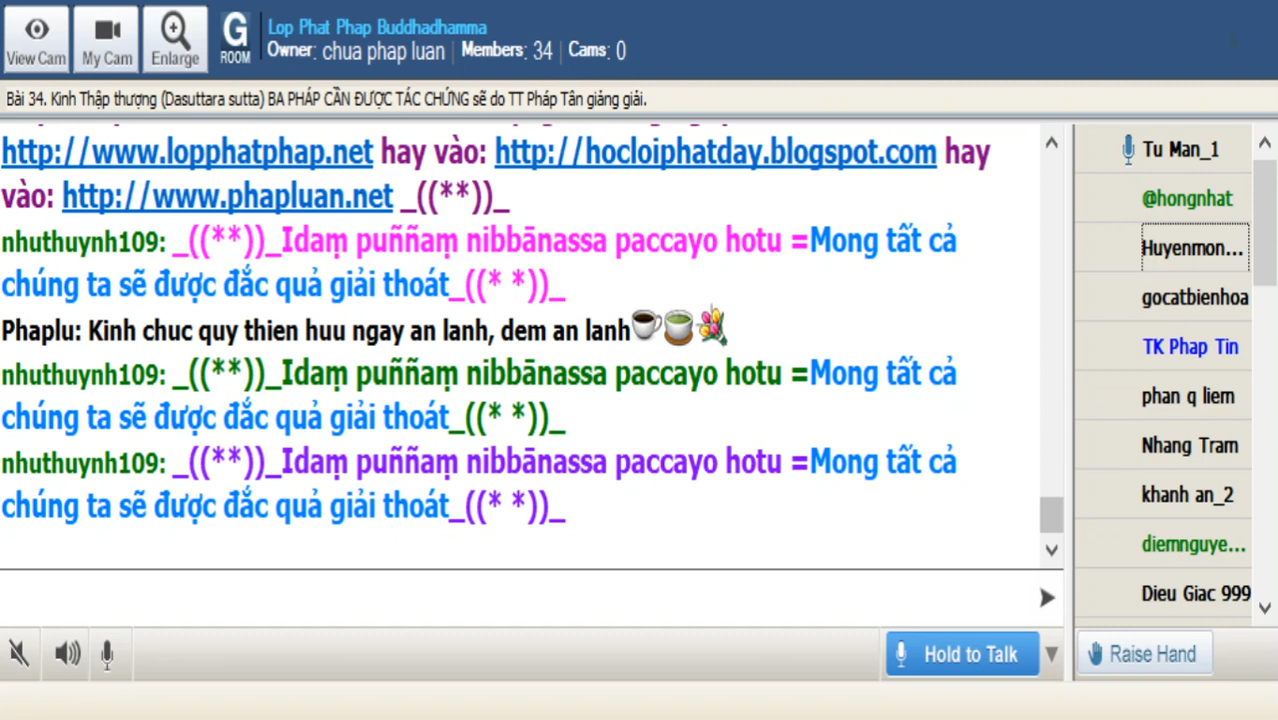 View Cam
My Cam
Enlarge
G
ROOM
Lop Phat Phap Buddhadhamma
Owner: chua phap luan | Members: 34 | Cams: 0
Bài 34. Kinh Thập thượng (Dasuttara sutta) BA PHÁP CẦN ĐƯỢC TÁC CHỨNG sẽ do TT Pháp Tân giảng giải.
http://www.lopphatphap.net hay vào: http://hocloiphatday.blogspot.com hay
vào: http://www.phapluan.net _((**))_
nhuthuynh109: _((**))_Idaṃ puññaṃ nibbānassa paccayo hotu =Mong tất cả
chúng ta sẽ được đắc quả giải thoát_((* *))_
Phaplu: Kinh chuc quy thien huu ngay an lanh, dem an lanh
nhuthuynh109: _((**))_Idaṃ puññaṃ nibbānassa paccayo hotu =Mong tất cả
chúng ta sẽ được đắc quả giải thoát_((* *))_
nhuthuynh109: _((**))_Idaṃ puññaṃ nibbānassa paccayo hotu =Mong tất cả
chúng ta sẽ được đắc quả giải thoát_((* *))_
Tu Man_1
@hongnhat
Huyenmon...
gocatbienhoa
TK Phap Tin
phan q liem
Nhang Tram
khanh an_2
diemnguye...
Dieu Giac 999
Hold to Talk
Raise Hand